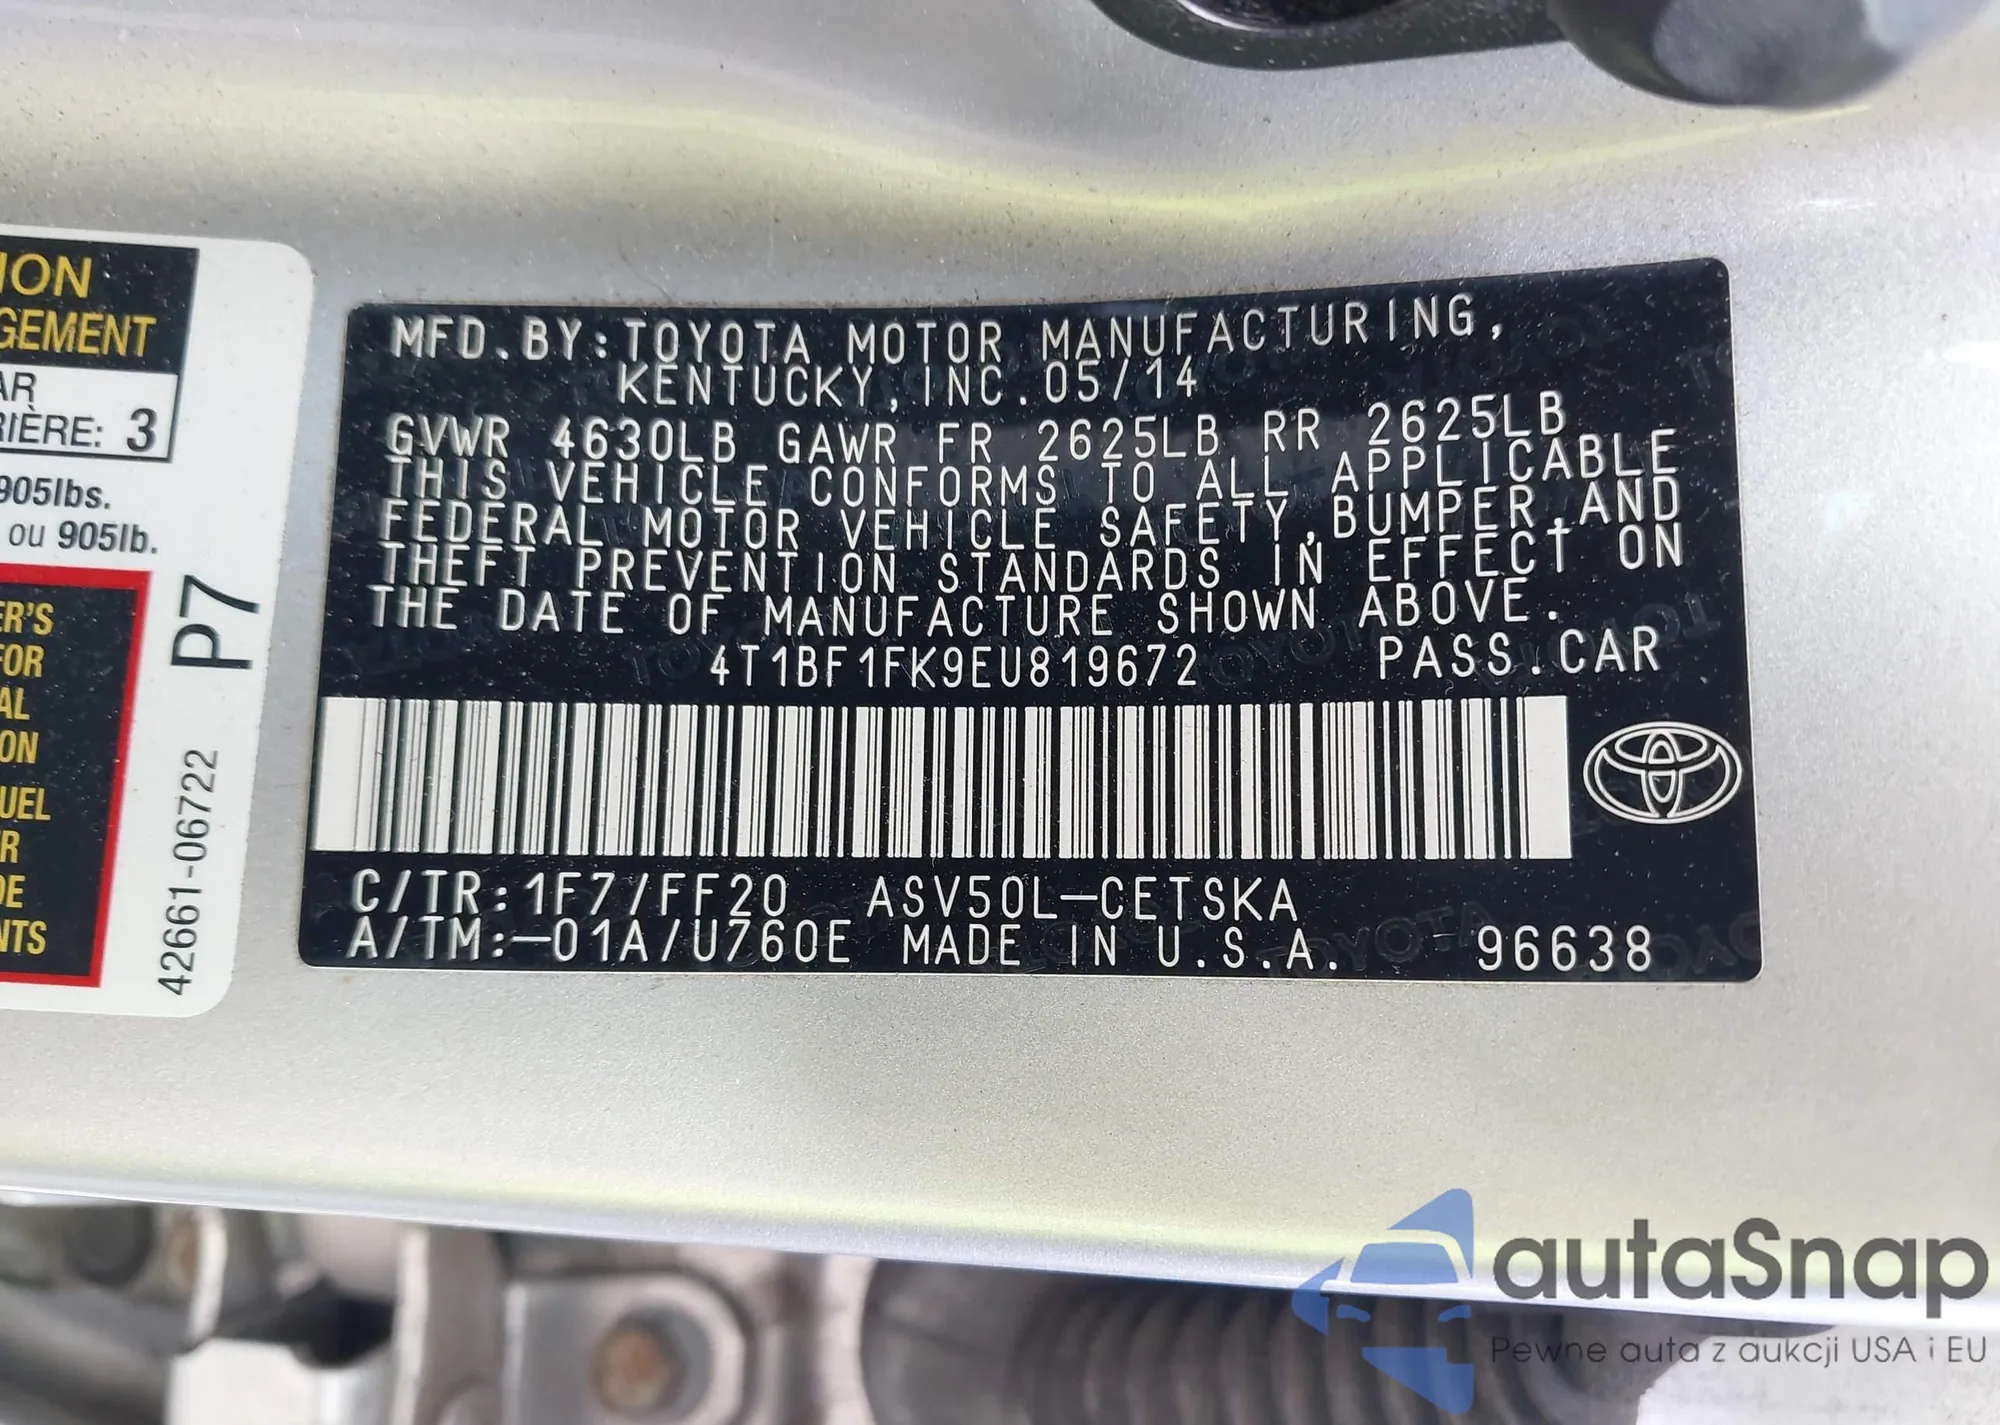 ION
GEMENT
AR
RIÈRE: 3
905lbs.
ou 905lb.
ER'S
FOR
AL
ON
UEL
R
DE
NTS
P7
42661-06722
MFD.BY:TOYOTA MOTOR MANUFACTURING,
KENTUCKY,INC.05/14
GVWR 4630LB GAWR FR 2625LB RR 2625LB
THIS VEHICLE CONFORMS TO ALL APPLICABLE
FEDERAL MOTOR VEHICLE SAFETY,BUMPER,AND
THEFT PREVENTION STANDARDS IN EFFECT ON
THE DATE OF MANUFACTURE SHOWN ABOVE.
4T1BF1FK9EU819672 PASS.CAR
C/TR:1F7/FF20 ASV50L-CETSKA
A/TM:-01A/U760E MADE IN U.S.A. 96638
autaSnap
Pewne auta z aukcji USA i EU